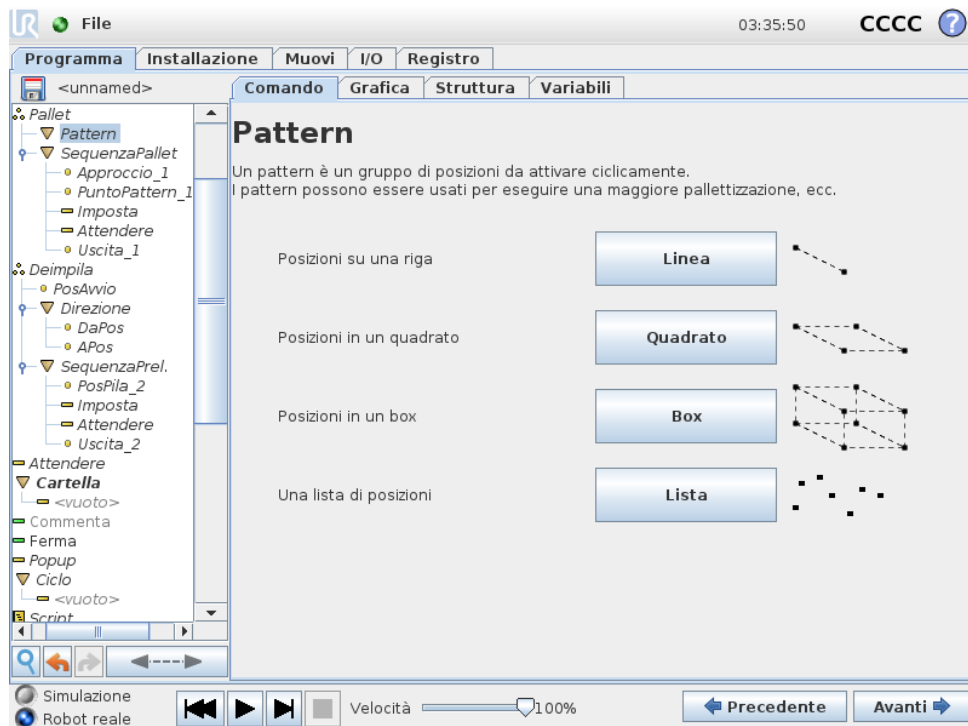 UR File 03:35:50 CCCC ?
Programma Installazione Muovi I/O Registro
<unnamed> Comando Grafica Struttura Variabili
Pallet
Pattern
SequenzaPallet
Approccio_1
PuntoPattern_1
Imposta
Attendere
Uscita_1
Deimpila
PosAvvio
Direzione
DaPos
APos
SequenzaPrel.
PosPila_2
Imposta
Attendere
Uscita_2
Attendere
Cartella
<vuoto>
Commenta
Ferma
Popup
Ciclo
<vuoto>
Script
Pattern
Un pattern è un gruppo di posizioni da attivare ciclicamente.
I pattern possono essere usati per eseguire una maggiore pallettizzazione, ecc.
Posizioni su una riga Linea
Posizioni in un quadrato Quadrato
Posizioni in un box Box
Una lista di posizioni Lista
Simulazione
Robot reale
Velocità 100% Precedente Avanti